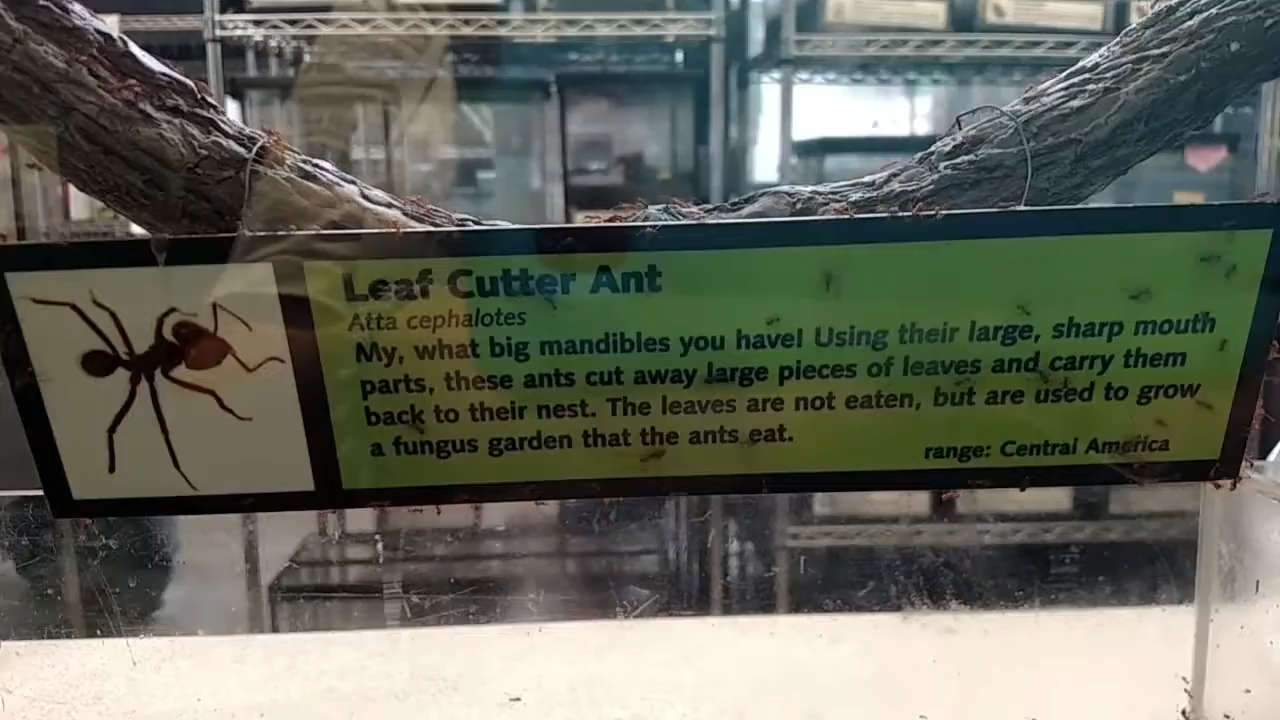 Leaf Cutter Ant
Atta cephalotes
My, what big mandibles you have! Using their large, sharp mouth
parts, these ants cut away large pieces of leaves and carry them
back to their nest. The leaves are not eaten, but are used to grow
a fungus garden that the ants eat.
range: Central America